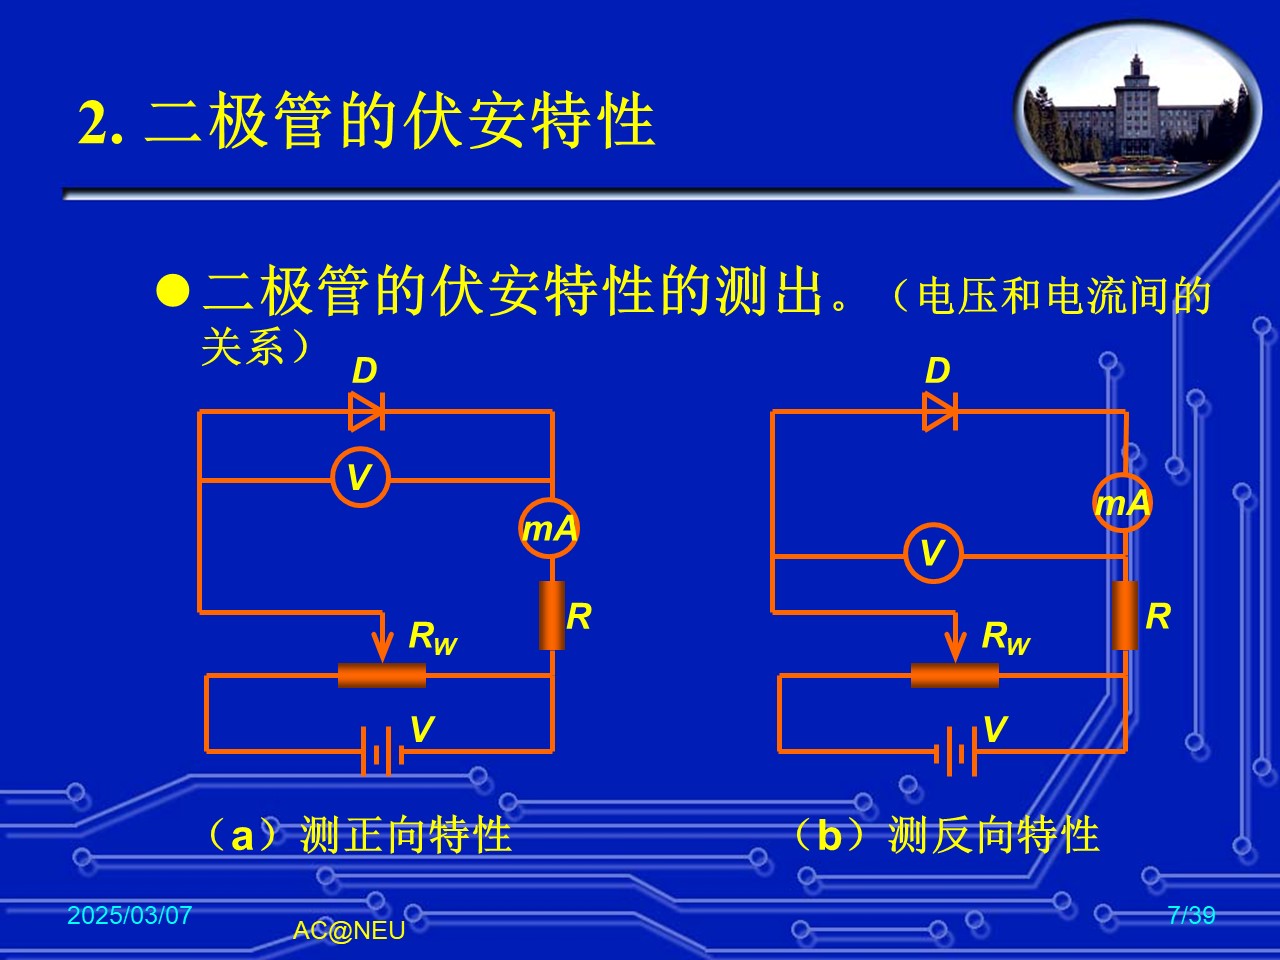 2. 二极管的伏安特性
●二极管的伏安特性的测出。（电压和电流间的
关系）
D
V
mA
R
RW
V
（a）测正向特性
D
mA
V
R
RW
V
（b）测反向特性
2025/03/07
AC@NEU
7/39